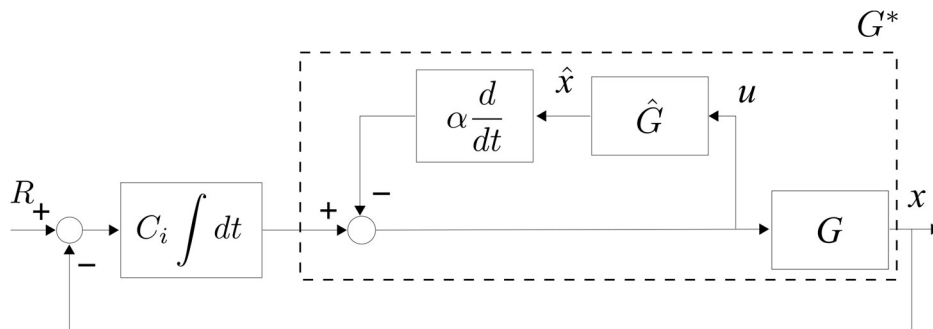 G*
α d/dt
x̂
Ĝ
u
−
R
+
−
C_i ∫ dt
+
G
x